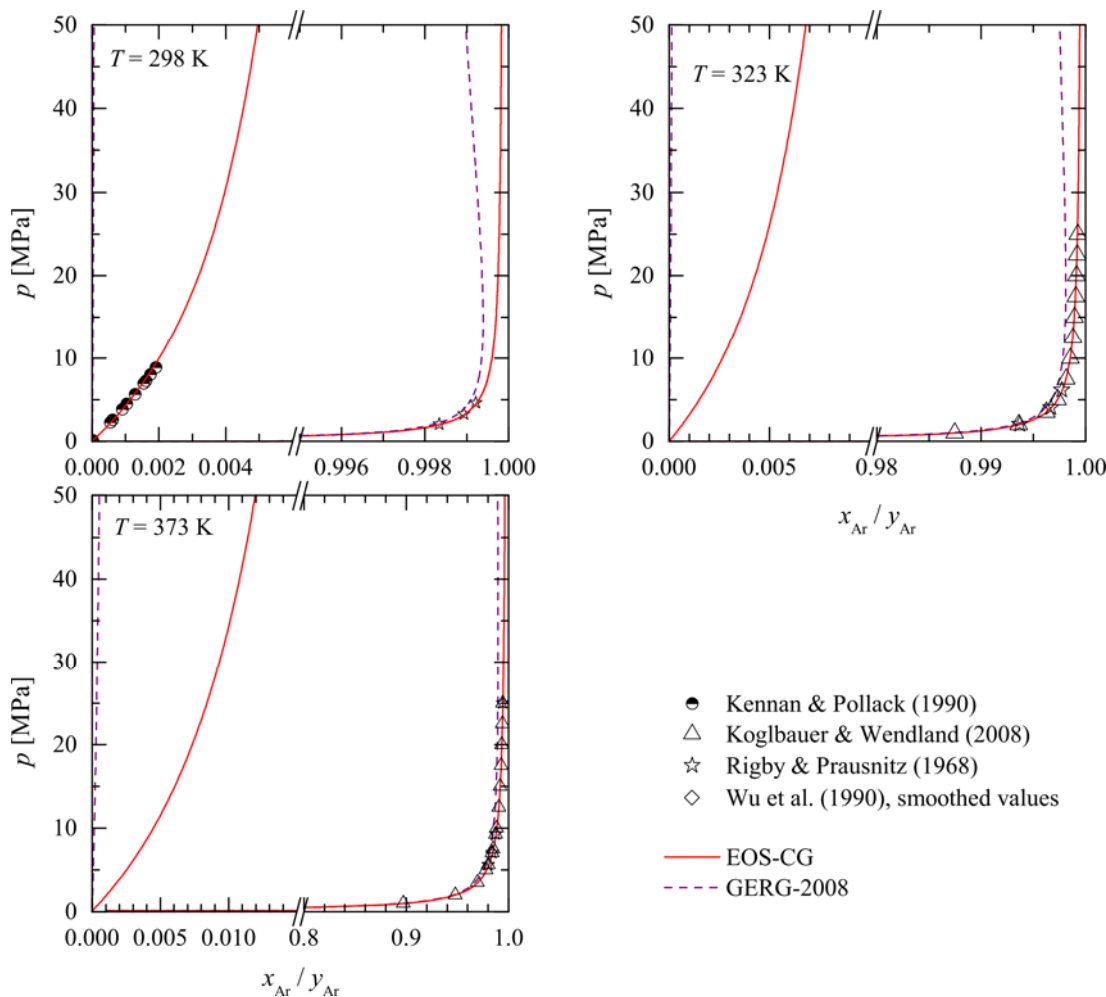 50
40
30
20
10
0
p [MPa]
T = 298 K
0.000 0.002 0.004 0.996 0.998 1.000
50
40
30
20
10
0
p [MPa]
T = 323 K
0.000 0.005 0.98 0.99 1.00
x_Ar / y_Ar
50
40
30
20
10
0
p [MPa]
T = 373 K
0.000 0.005 0.010 0.8 0.9 1.0
x_Ar / y_Ar
Kennan & Pollack (1990)
Koglbauer & Wendland (2008)
Rigby & Prausnitz (1968)
Wu et al. (1990), smoothed values
EOS-CG
GERG-2008